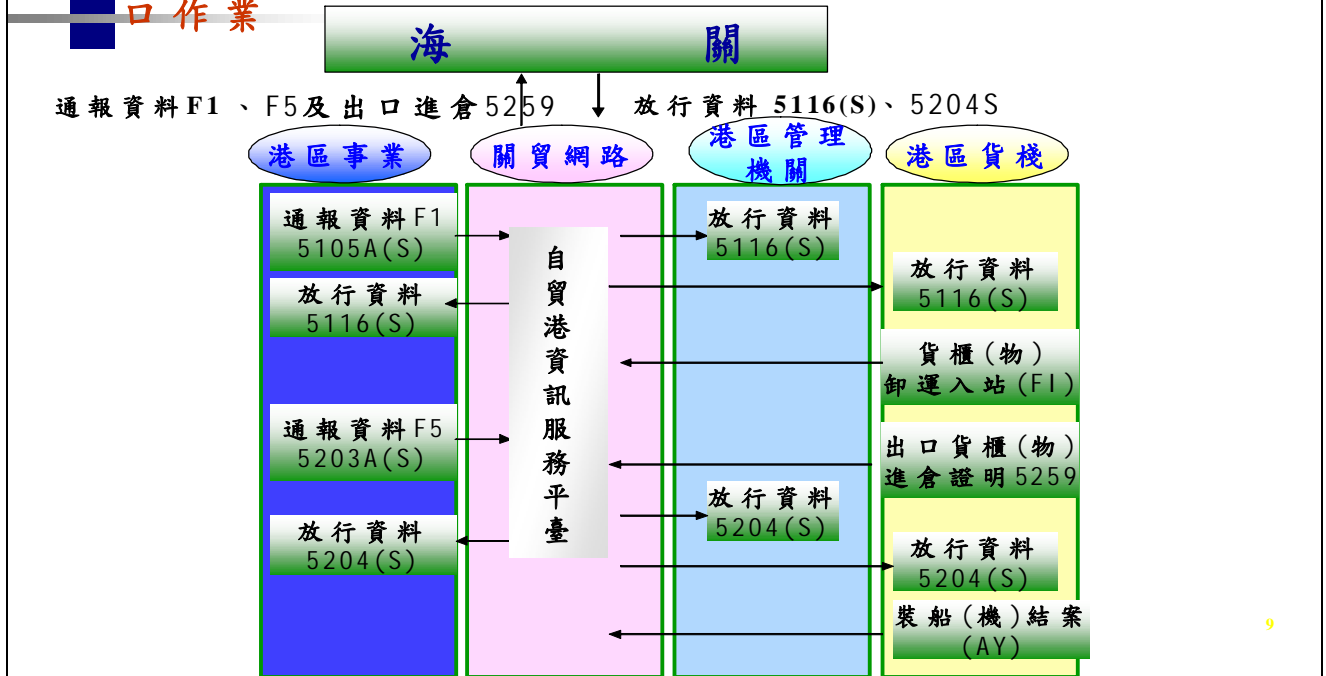 口作業
海 關
通報資料F1、F5及出口進倉5259 放行資料 5116(S)、5204S
港區事業
關貿網路
港區管理
機關
港區貨棧
通報資料F1
5105A(S)
放行資料
5116(S)
通報資料F5
5203A(S)
放行資料
5204(S)
自
貿
港
資
訊
服
務
平
臺
放行資料
5116(S)
放行資料
5204(S)
放行資料
5116(S)
貨櫃(物)
卸運入站(FI)
出口貨櫃(物)
進倉證明5259
放行資料
5204(S)
裝船(機)結案
(AY)
9